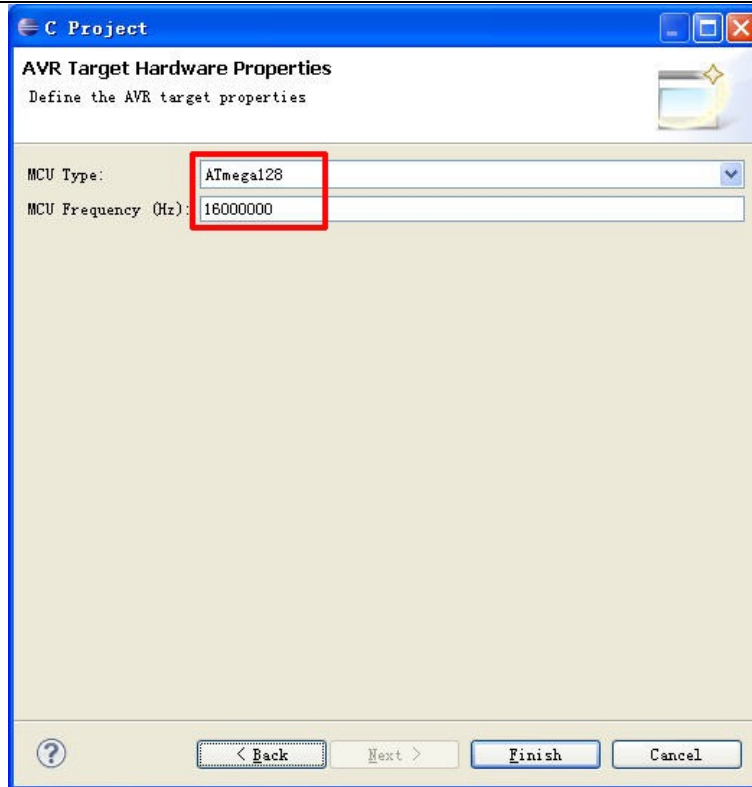 C Project
AVR Target Hardware Properties
Define the AVR target properties
MCU Type: ATmega128
MCU Frequency (Hz): 16000000
? < Back Next > Finish Cancel